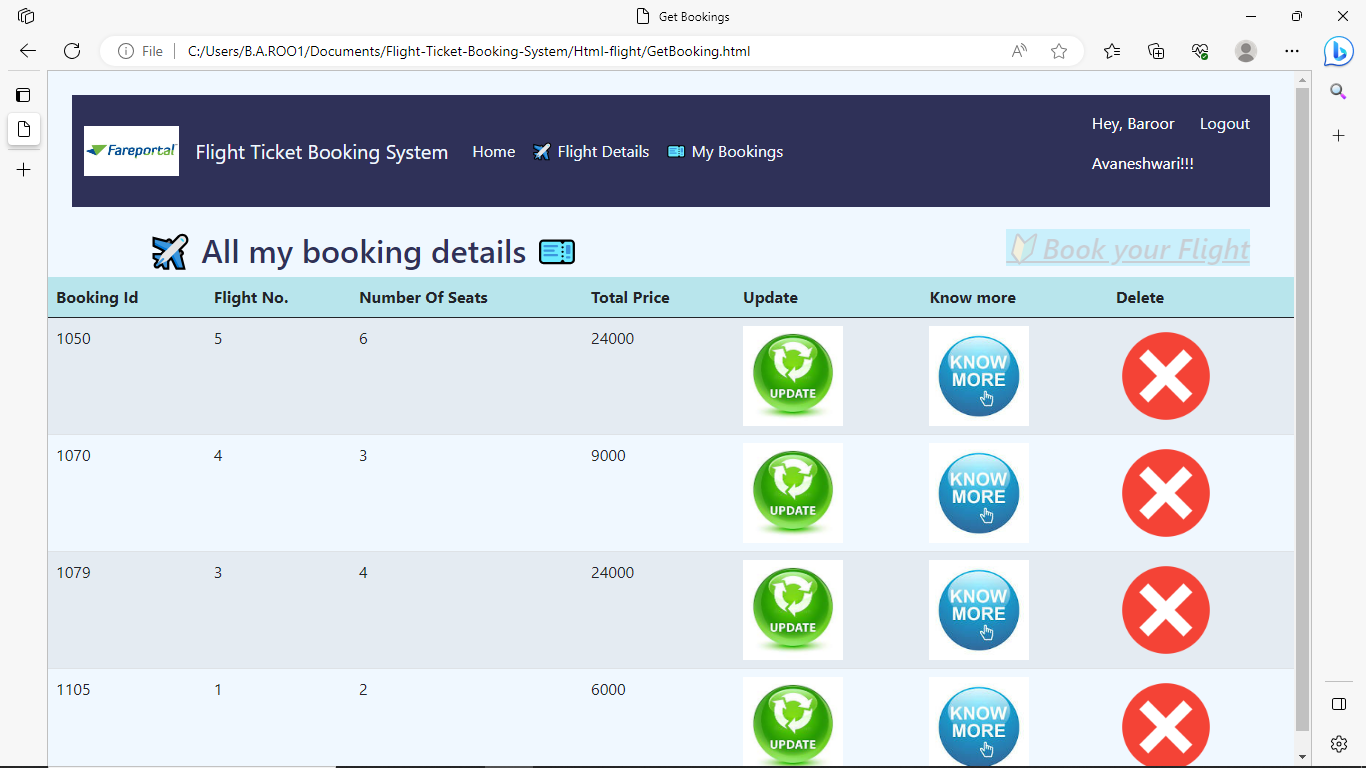 Get Bookings
File
C:/Users/B.A.ROO1/Documents/Flight-Ticket-Booking-System/Html-flight/GetBooking.html
Fareportal
Flight Ticket Booking System
Home
Flight Details
My Bookings
Hey, Baroor
Avaneshwari!!!
Logout
All my booking details
Book your Flight
Booking Id Flight No. Number Of Seats Total Price Update Know more Delete
1050 5 6 24000
UPDATE
KNOW
MORE
1070 4 3 9000
UPDATE
KNOW
MORE
1079 3 4 24000
UPDATE
KNOW
MORE
1105 1 2 6000
UPDATE
KNOW
MORE